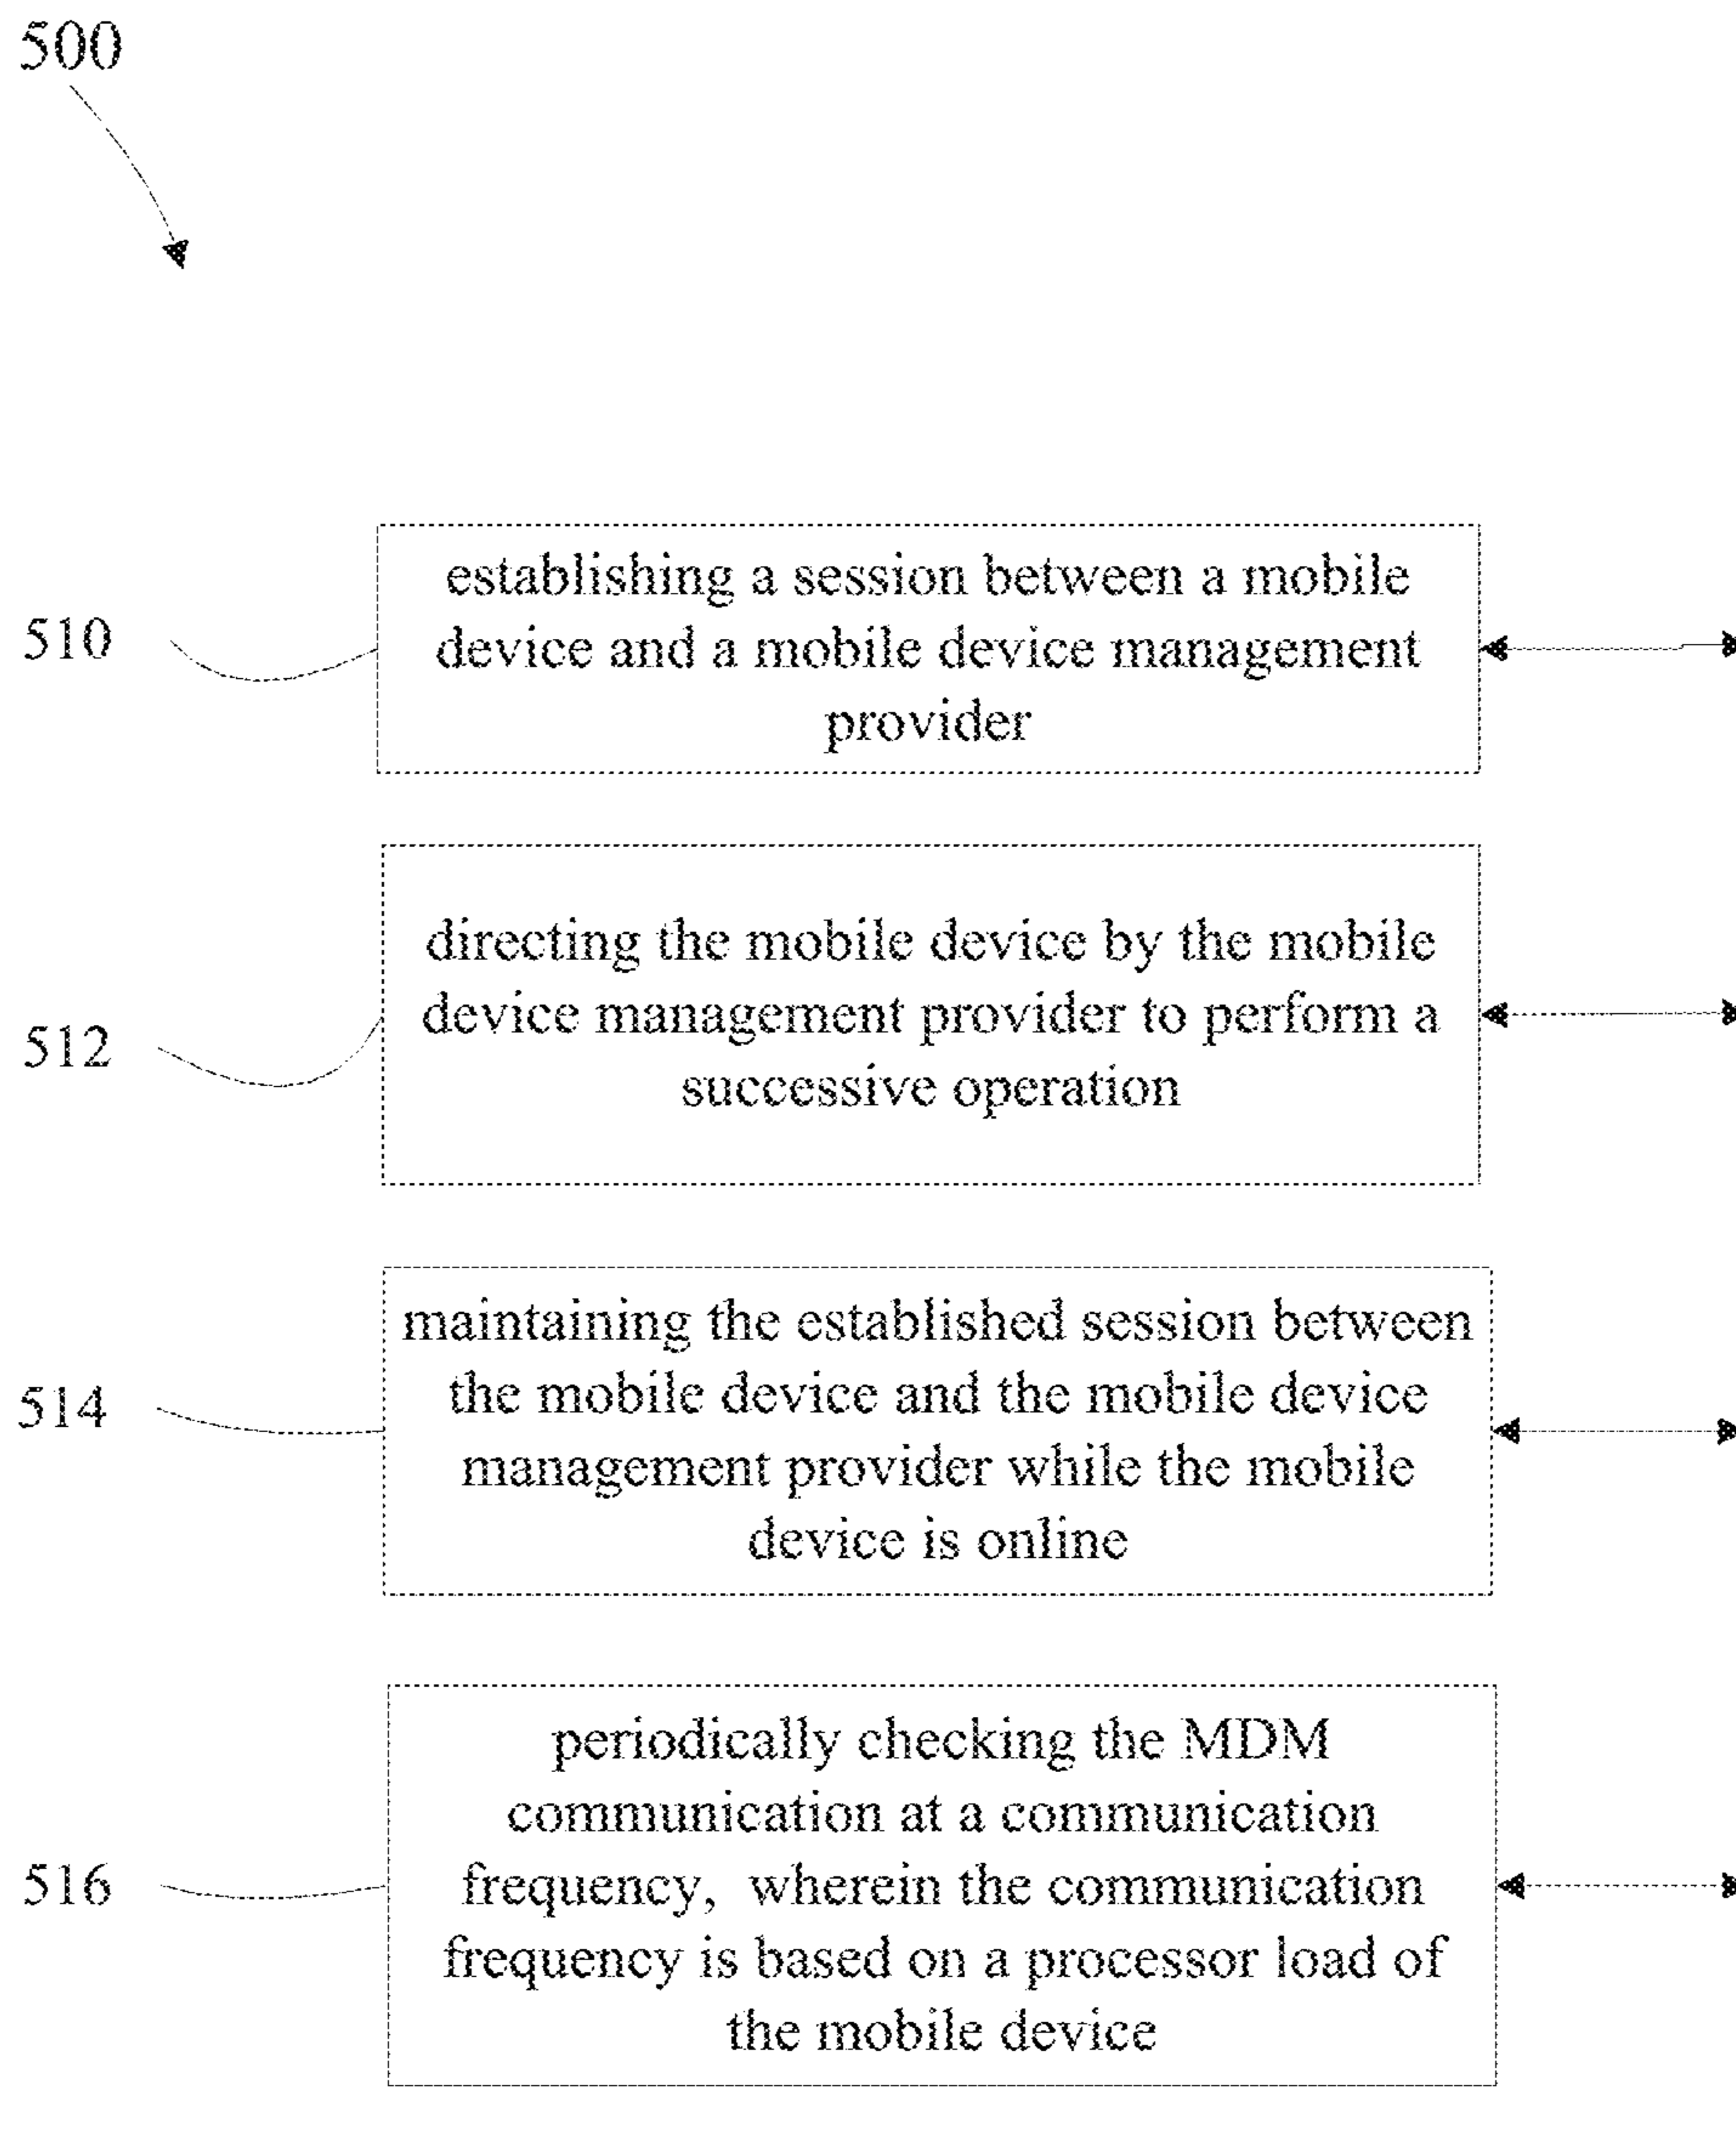 500
510
establishing a session between a mobile
device and a mobile device management
provider
512
directing the mobile device by the mobile
device management provider to perform a
successive operation
514
maintaining the established session between
the mobile device and the mobile device
management provider while the mobile
device is online
516
periodically checking the MDM
communication at a communication
frequency, wherein the communication
frequency is based on a processor load of
the mobile device